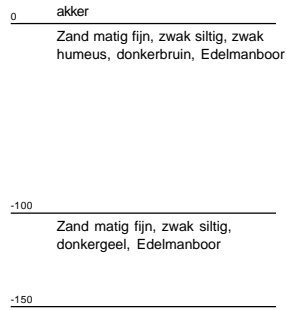 0 akker
Zand matig fijn, zwak siltig, zwak
humeus, donkerbruin, Edelmanboor
-100
Zand matig fijn, zwak siltig,
donkergeel, Edelmanboor
-150